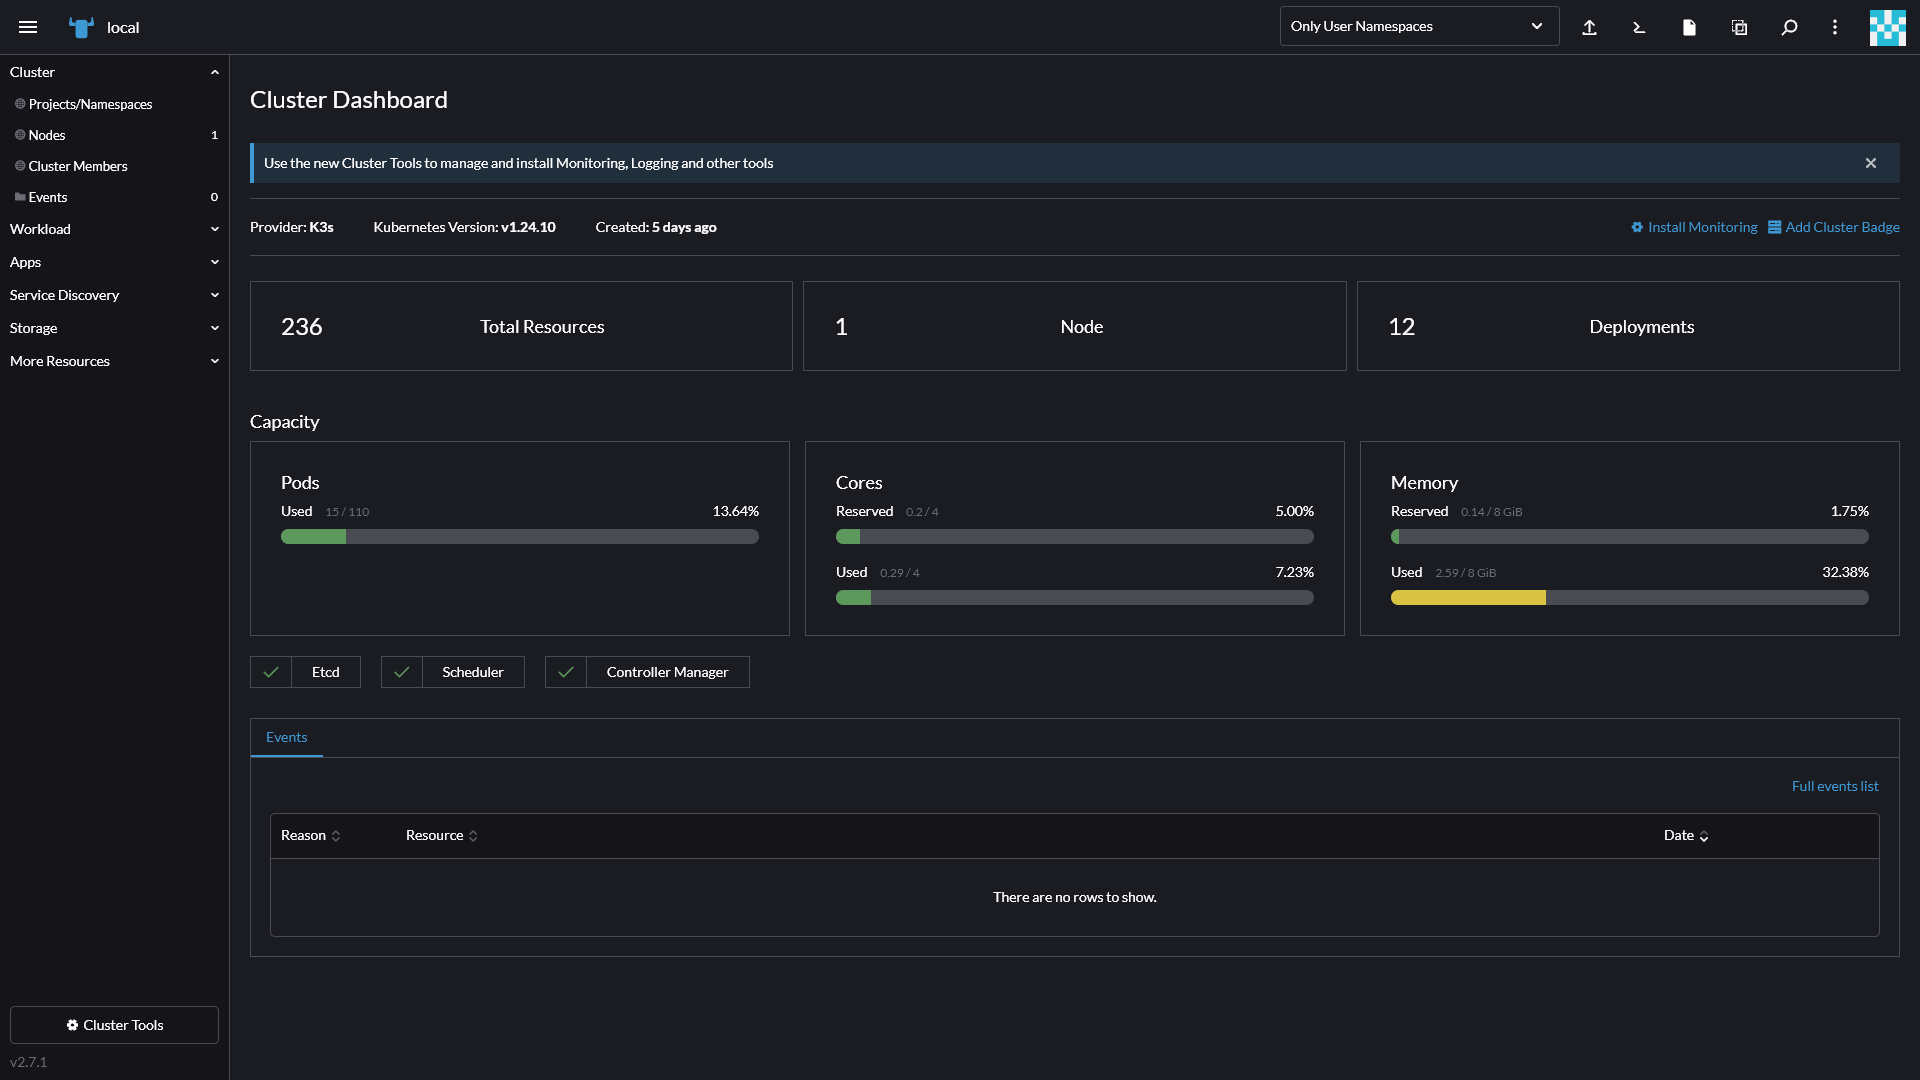 local
Only User Namespaces
Cluster
Projects/Namespaces
Nodes 1
Cluster Members
Events 0
Workload
Apps
Service Discovery
Storage
More Resources
Cluster Tools
v2.7.1
Cluster Dashboard
Use the new Cluster Tools to manage and install Monitoring, Logging and other tools
Provider: K3s Kubernetes Version: v1.24.10 Created: 5 days ago Install Monitoring Add Cluster Badge
236 Total Resources
1 Node
12 Deployments
Capacity
Pods
Used 15 / 110 13.64%
Cores
Reserved 0.2 / 4 5.00%
Used 0.29 / 4 7.23%
Memory
Reserved 0.14 / 8 GiB 1.75%
Used 2.59 / 8 GiB 32.38%
Etcd
Scheduler
Controller Manager
Events
Full events list
Reason Resource Date
There are no rows to show.